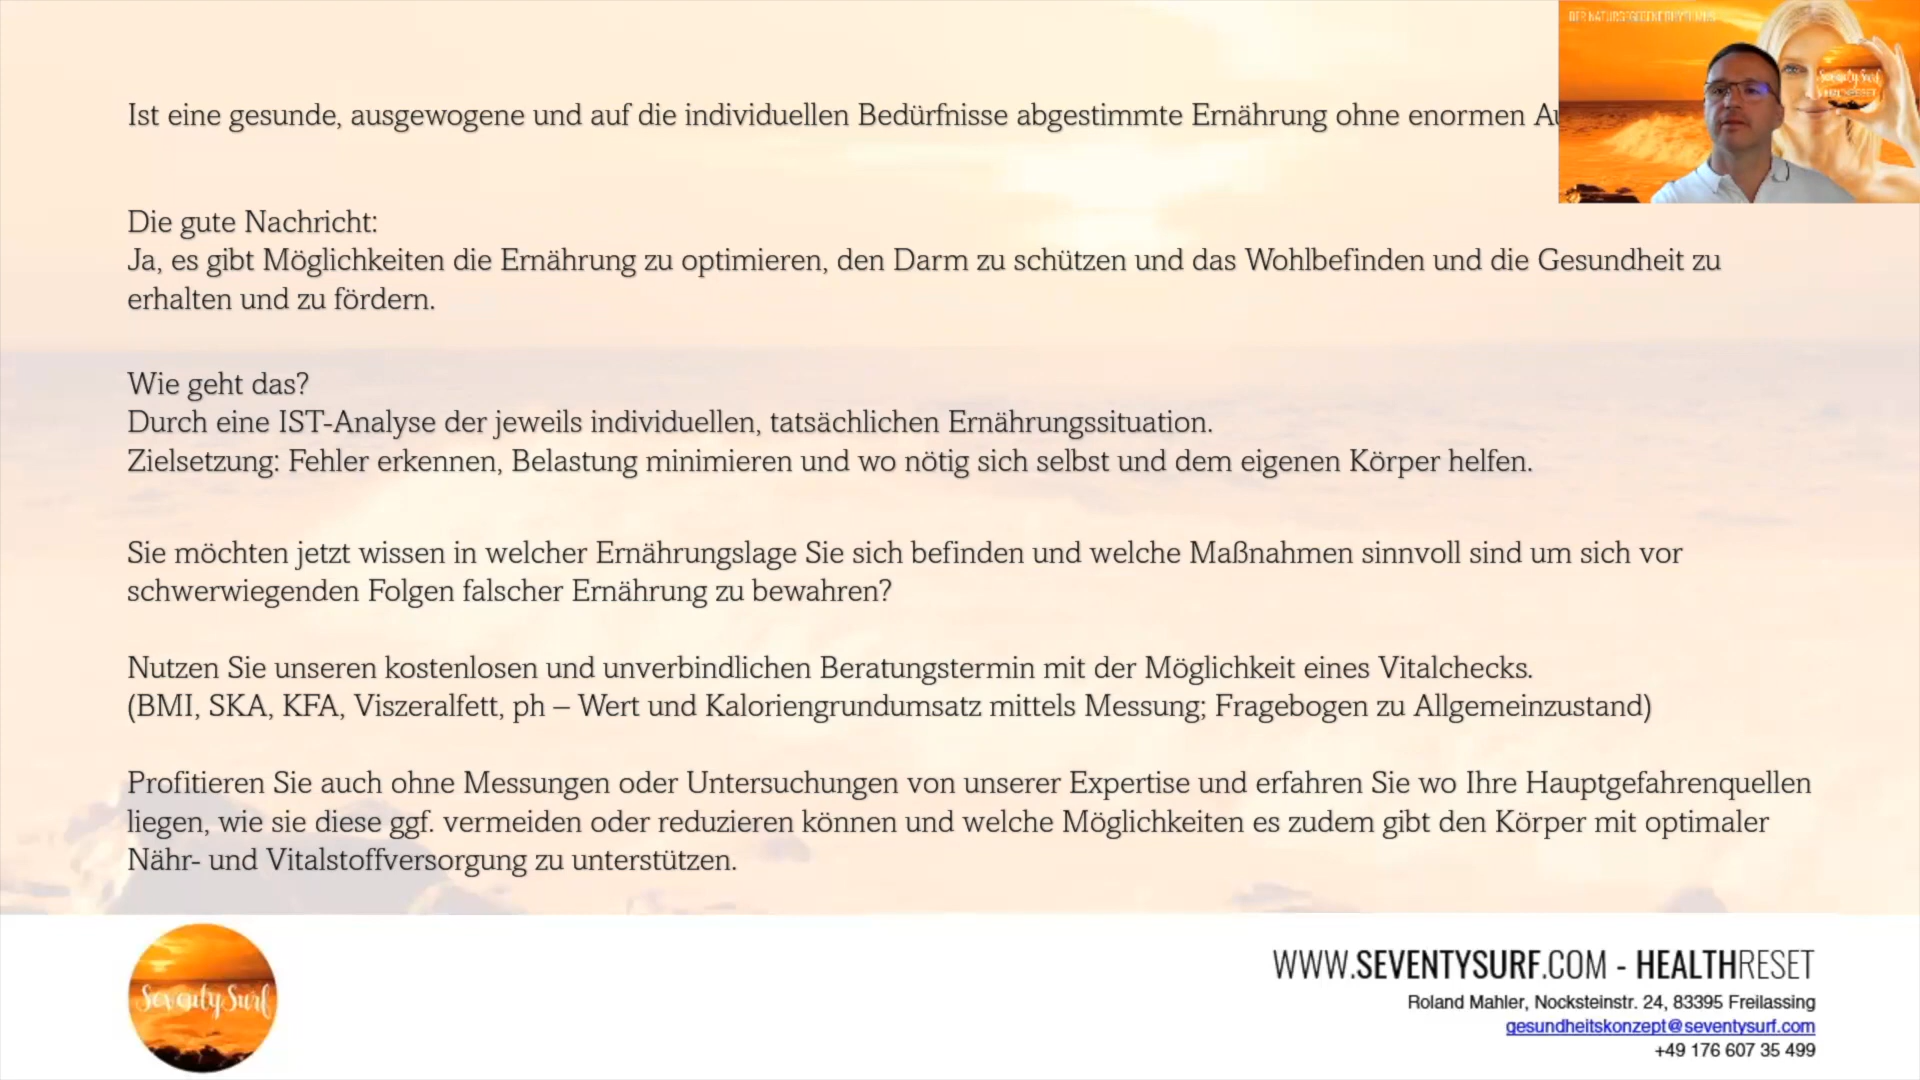 Ist eine gesunde, ausgewogene und auf die individuellen Bedürfnisse abgestimmte Ernährung ohne enormen
Die gute Nachricht:
Ja, es gibt Möglichkeiten die Ernährung zu optimieren, den Darm zu schützen und das Wohlbefinden und die Gesundheit zu
erhalten und zu fördern.
Wie geht das?
Durch eine IST-Analyse der jeweils individuellen, tatsächlichen Ernährungssituation.
Zielsetzung: Fehler erkennen, Belastung minimieren und wo nötig sich selbst und dem eigenen Körper helfen.
Sie möchten jetzt wissen in welcher Ernährungslage Sie sich befinden und welche Maßnahmen sinnvoll sind um sich vor
schwerwiegenden Folgen falscher Ernährung zu bewahren?
Nutzen Sie unseren kostenlosen und unverbindlichen Beratungstermin mit der Möglichkeit eines Vitalchecks.
(BMI, SKA, KFA, Viszeralfett, ph – Wert und Kaloriengrundumsatz mittels Messung; Fragebogen zu Allgemeinzustand)
Profitieren Sie auch ohne Messungen oder Untersuchungen von unserer Expertise und erfahren Sie wo Ihre Hauptgefahrenquellen
liegen, wie sie diese ggf. vermeiden oder reduzieren können und welche Möglichkeiten es zudem gibt den Körper mit optimaler
Nähr- und Vitalstoffversorgung zu unterstützen.
SeventySurf
WWW.SEVENTYSURF.COM - HEALTHRESET
Roland Mahler, Nocksteinstr. 24, 83395 Freilassing
gesundheitskonzept@seventysurf.com
+49 176 607 35 499